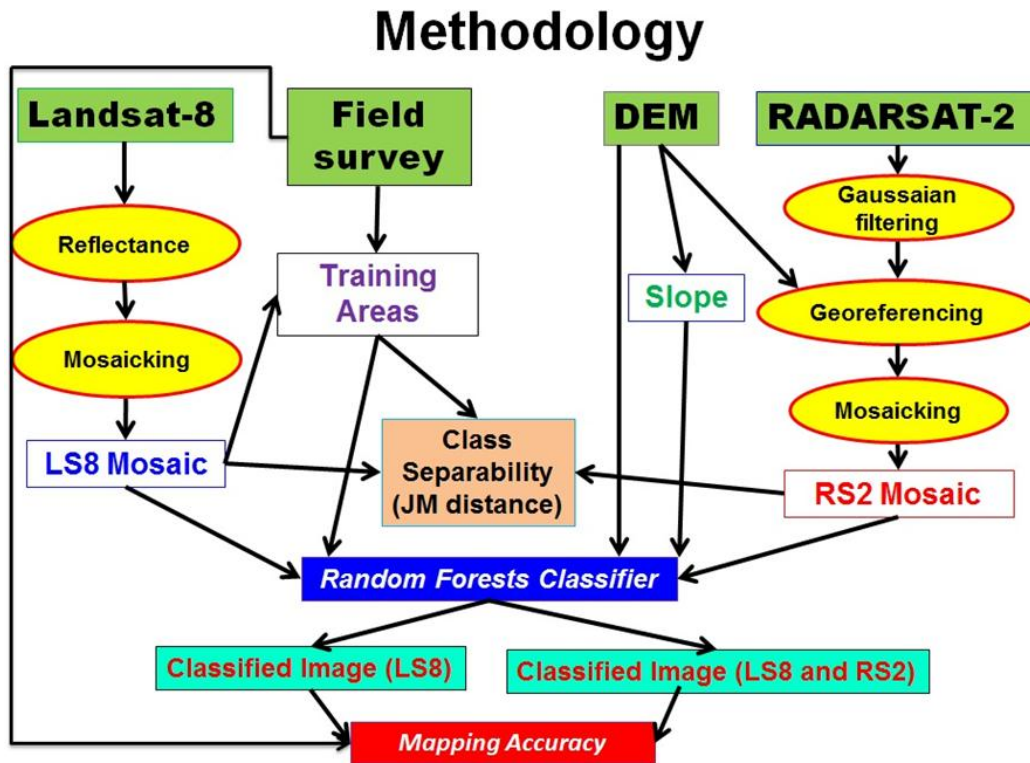 Methodology
Landsat-8
Field
survey
DEM
RADARSAT-2
Gaussaian
filtering
Reflectance
Training
Areas
Slope
Georeferencing
Mosaicking
Mosaicking
LS8 Mosaic
Class
Separability
(JM distance)
RS2 Mosaic
Random Forests Classifier
Classified Image (LS8)
Classified Image (LS8 and RS2)
Mapping Accuracy